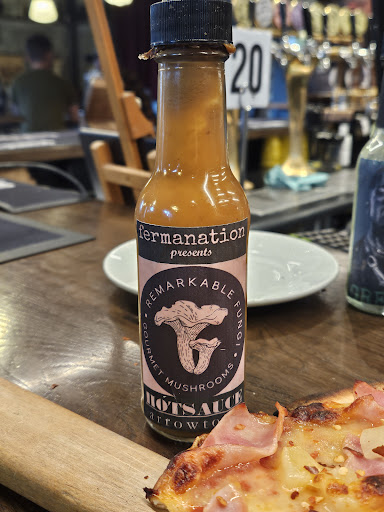 20
fermanation
presents
• REMARKABLE FUNGI •
GOURMET MUSHROOMS
HOTSAUCE